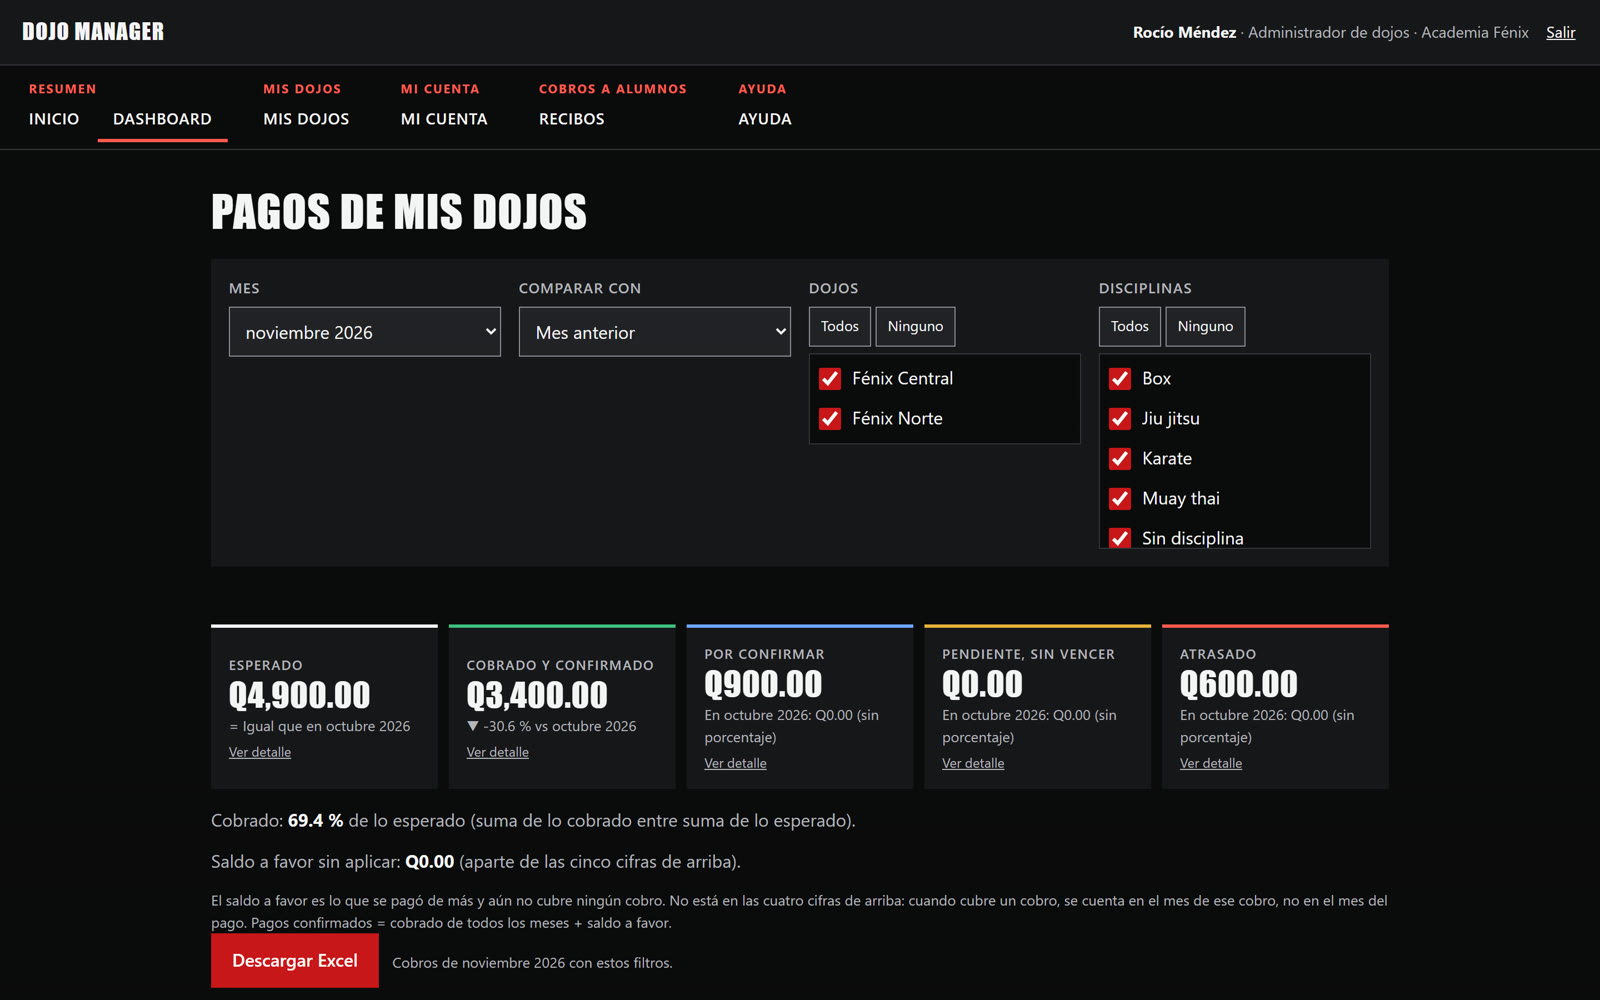 DOJO MANAGER
Rocío Méndez · Administrador de dojos · Academia Fénix Salir
RESUMEN
INICIO DASHBOARD
MIS DOJOS
MIS DOJOS
MI CUENTA
MI CUENTA
COBROS A ALUMNOS
RECIBOS
AYUDA
AYUDA
PAGOS DE MIS DOJOS
MES
noviembre 2026
COMPARAR CON
Mes anterior
DOJOS
Todos Ninguno
Fénix Central
Fénix Norte
DISCIPLINAS
Todos Ninguno
Box
Jiu jitsu
Karate
Muay thai
Sin disciplina
ESPERADO
Q4,900.00
= Igual que en octubre 2026
Ver detalle
COBRADO Y CONFIRMADO
Q3,400.00
▼ -30.6 % vs octubre 2026
Ver detalle
POR CONFIRMAR
Q900.00
En octubre 2026: Q0.00 (sin
porcentaje)
Ver detalle
PENDIENTE, SIN VENCER
Q0.00
En octubre 2026: Q0.00 (sin
porcentaje)
Ver detalle
ATRASADO
Q600.00
En octubre 2026: Q0.00 (sin
porcentaje)
Ver detalle
Cobrado: 69.4 % de lo esperado (suma de lo cobrado entre suma de lo esperado).
Saldo a favor sin aplicar: Q0.00 (aparte de las cinco cifras de arriba).
El saldo a favor es lo que se pagó de más y aún no cubre ningún cobro. No está en las cuatro cifras de arriba: cuando cubre un cobro, se cuenta en el mes de ese cobro, no en el mes del
pago. Pagos confirmados = cobrado de todos los meses + saldo a favor.
Descargar Excel
Cobros de noviembre 2026 con estos filtros.